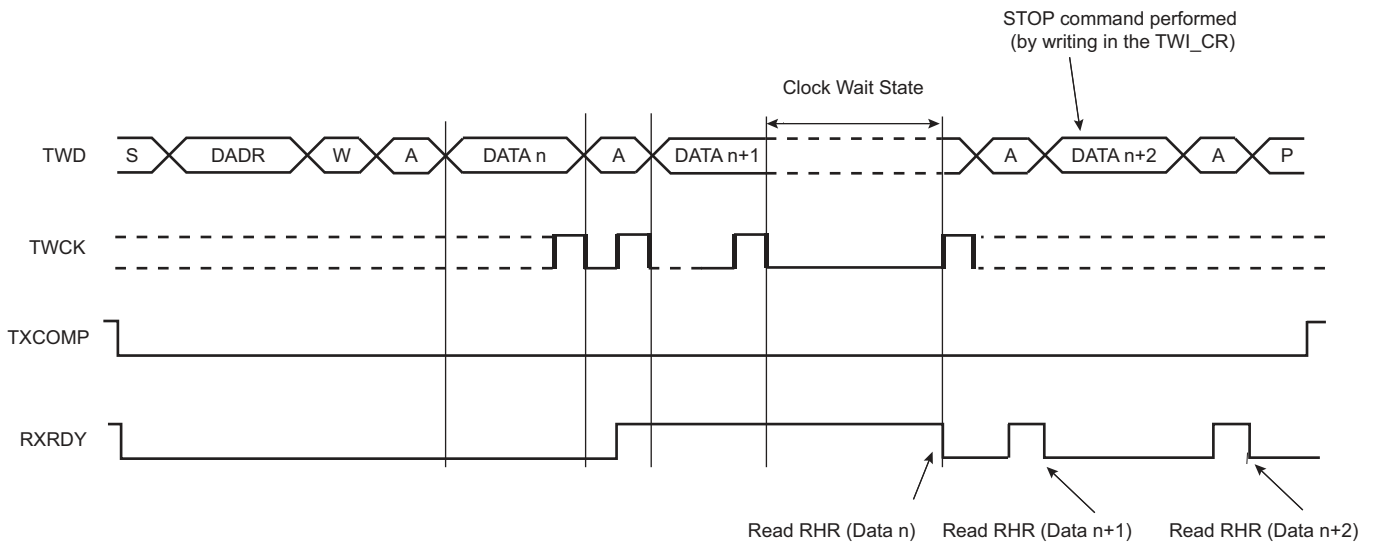 STOP command performed
(by writing in the TWI_CR)
Clock Wait State
TWD S DADR W A DATA n A DATA n+1 A DATA n+2 A P
TWCK
TXCOMP
RXRDY
Read RHR (Data n) Read RHR (Data n+1) Read RHR (Data n+2)